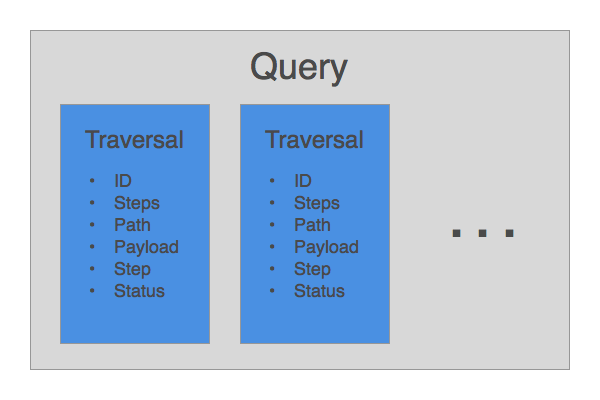 Query
Traversal
• ID
• Steps
• Path
• Payload
• Step
• Status
Traversal
• ID
• Steps
• Path
• Payload
• Step
• Status
...